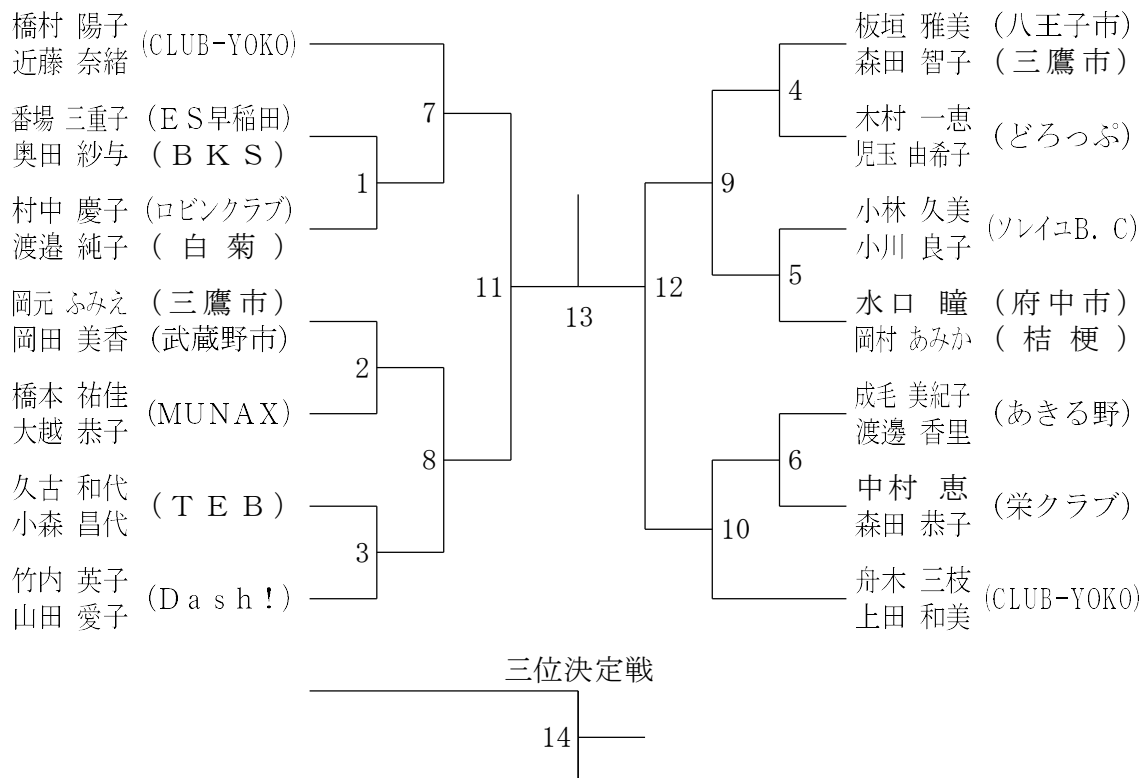 橋村 陽子
近藤 奈緒
(CLUB-YOKO)
番場 三重子 (ES早稲田)
奥田 紗与 (BKS)
村中 慶子 (ロビンクラブ)
渡邉 純子 (白菊)
岡元 ふみえ (三鷹市)
岡田 美香 (武蔵野市)
橋本 祐佳
大越 恭子
(MUNAX)
久古 和代
小森 昌代
(TEB)
竹内 英子
山田 愛子
(Dash!)
7
1
2
8
3
11
13
12
9
4
5
6
10
板垣 雅美 (八王子市)
森田 智子 (三鷹市)
木村 一恵
児玉 由希子
(どろっぷ)
小林 久美
小川 良子
(ソレイユB.C)
水口 瞳 (府中市)
岡村 あみか (桔梗)
成毛 美紀子
渡邊 香里
(あきる野)
中村 恵
森田 恭子
(栄クラブ)
舟木 三枝
上田 和美
(CLUB-YOKO)
三位決定戦
14